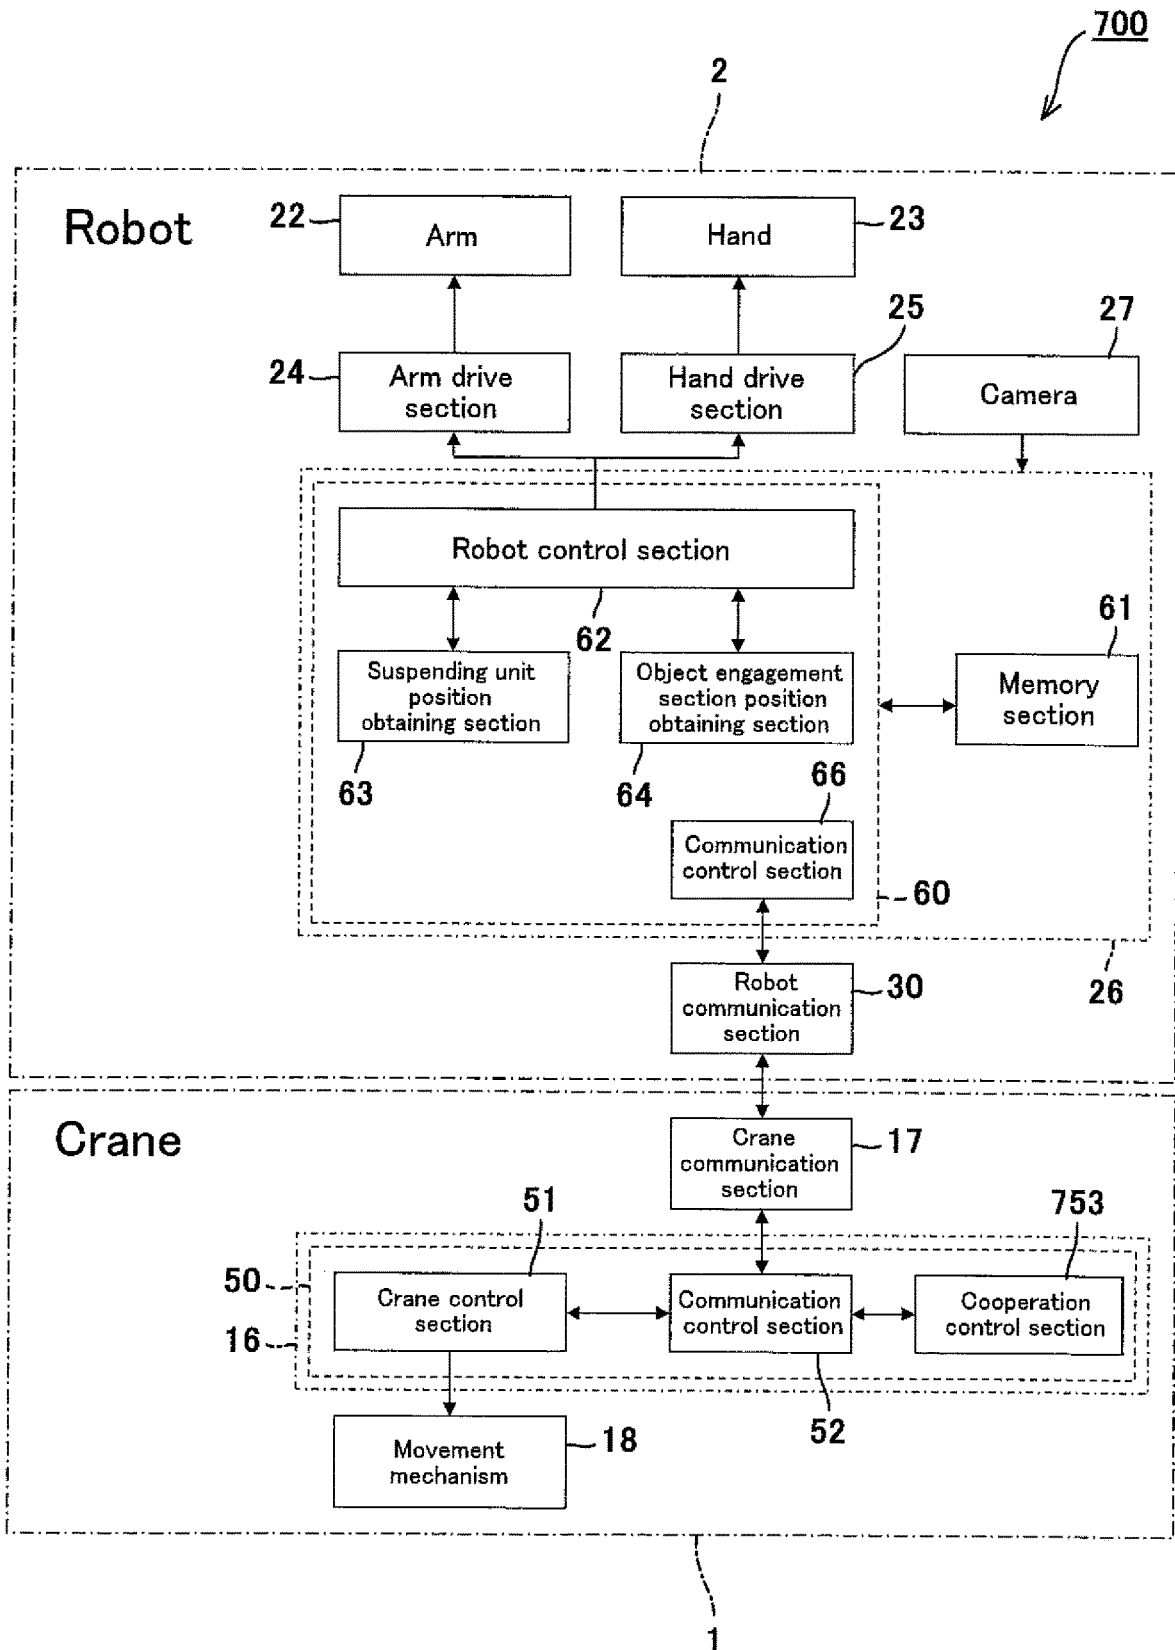 700
2
Robot
22
Arm
Hand
23
24
Arm drive
section
Hand drive
section
25
27
Camera
Robot control section
62
61
Memory
section
Suspending unit
position
obtaining section
63
Object engagement
section position
obtaining section
64
66
Communication
control section
60
26
Robot
communication
section
30
Crane
Crane
communication
section
17
51
753
50
16
Crane control
section
Communication
control section
52
Cooperation
control section
Movement
mechanism
18
1